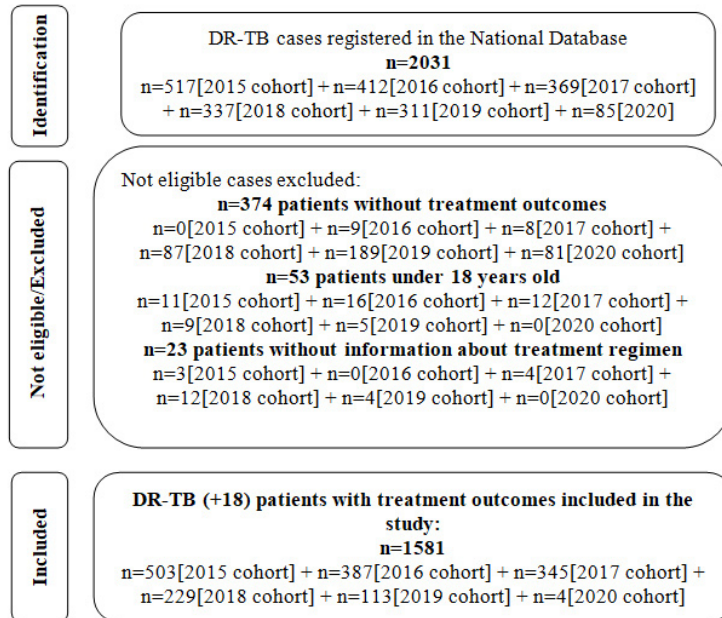 Identification
DR-TB cases registered in the National Database
n=2031
n=517[2015 cohort] + n=412[2016 cohort] + n=369[2017 cohort]
+ n=337[2018 cohort] + n=311[2019 cohort] + n=85[2020]
Not eligible/Excluded
Not eligible cases excluded:
n=374 patients without treatment outcomes
n=0[2015 cohort] + n=9[2016 cohort] + n=8[2017 cohort] +
n=87[2018 cohort] + n=189[2019 cohort] + n=81[2020 cohort]
n=53 patients under 18 years old
n=11[2015 cohort] + n=16[2016 cohort] + n=12[2017 cohort] +
n=9[2018 cohort] + n=5[2019 cohort] + n=0[2020 cohort]
n=23 patients without information about treatment regimen
n=3[2015 cohort] + n=0[2016 cohort] + n=4[2017 cohort] +
n=12[2018 cohort] + n=4[2019 cohort] + n=0[2020 cohort]
Included
DR-TB (+18) patients with treatment outcomes included in the
study:
n=1581
n=503[2015 cohort] + n=387[2016 cohort] + n=345[2017 cohort] +
n=229[2018 cohort] + n=113[2019 cohort] + n=4[2020 cohort]